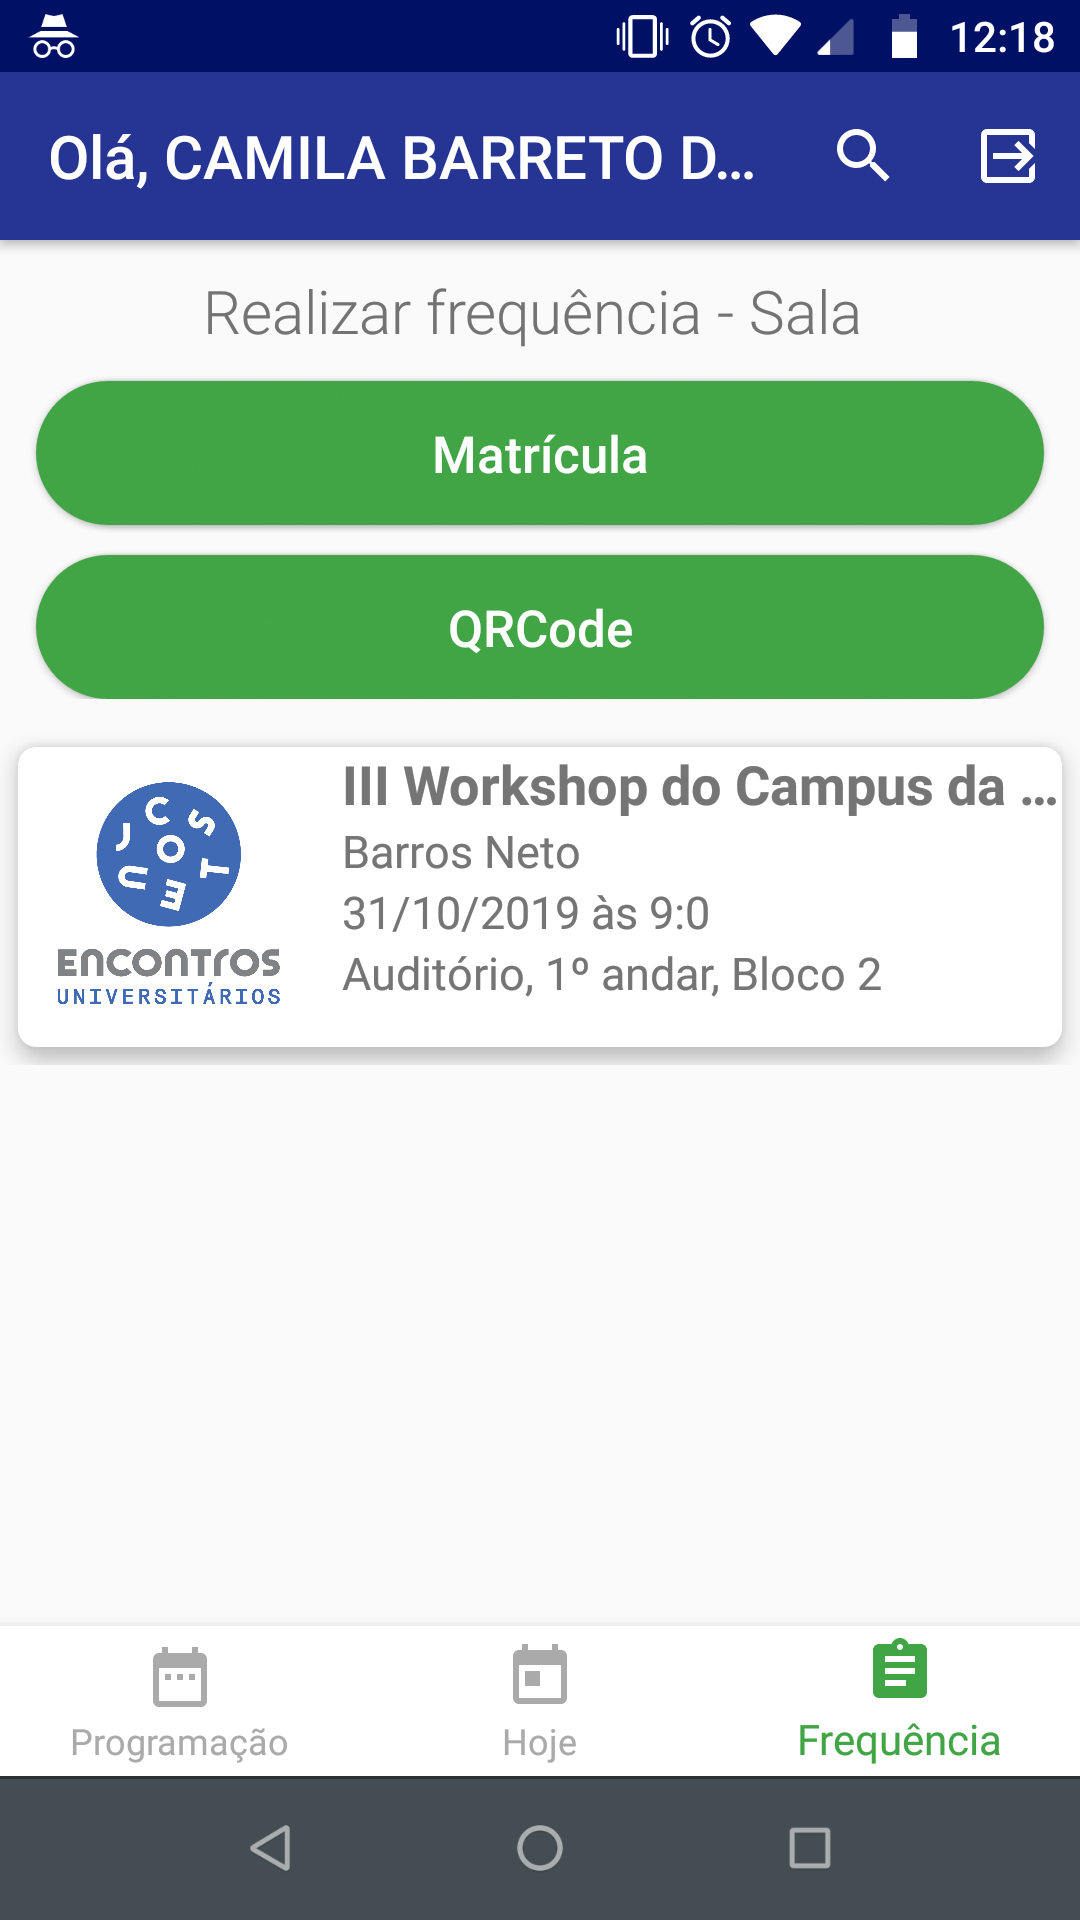 12:18
Olá, CAMILA BARRETO D...
Realizar frequência - Sala
Matrícula
QRCode
III Workshop do Campus da ...
Barros Neto
31/10/2019 às 9:0
Auditório, 1º andar, Bloco 2
ENCONTROS
UNIVERSITÁRIOS
Programação
Hoje
Frequência